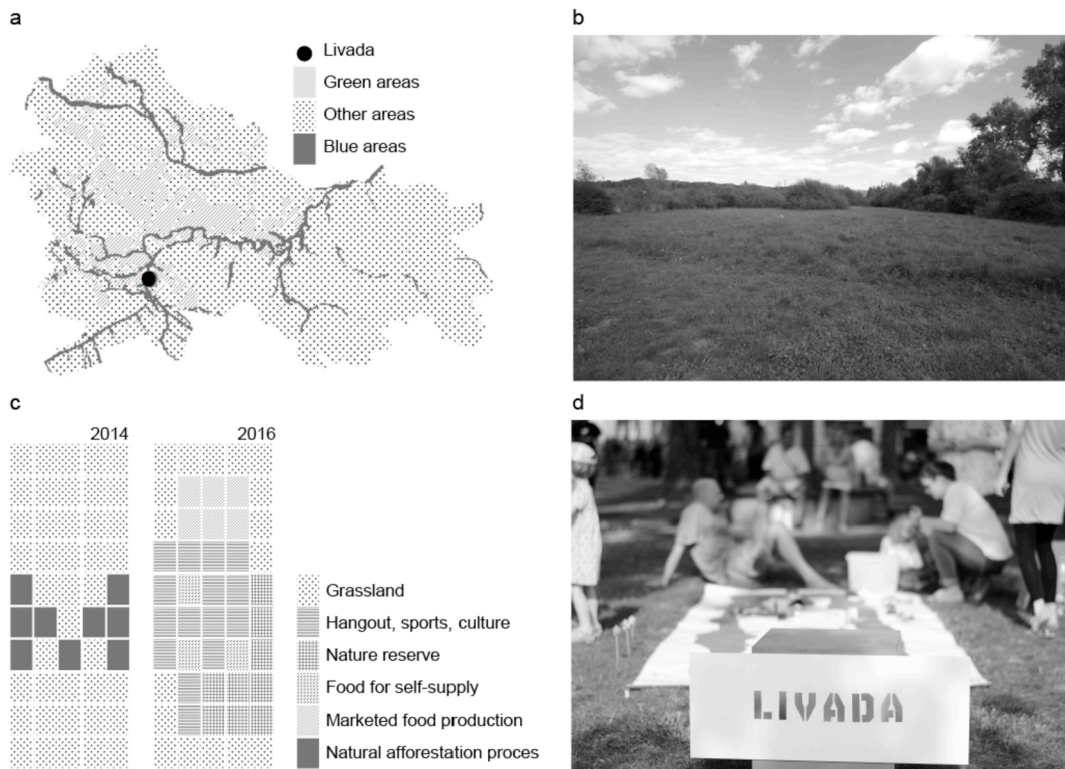 a
Livada
Green areas
Other areas
Blue areas
b
c
2014
2016
Grassland
Hangout, sports, culture
Nature reserve
Food for self-supply
Marketed food production
Natural afforestation proces
d
LIVADA